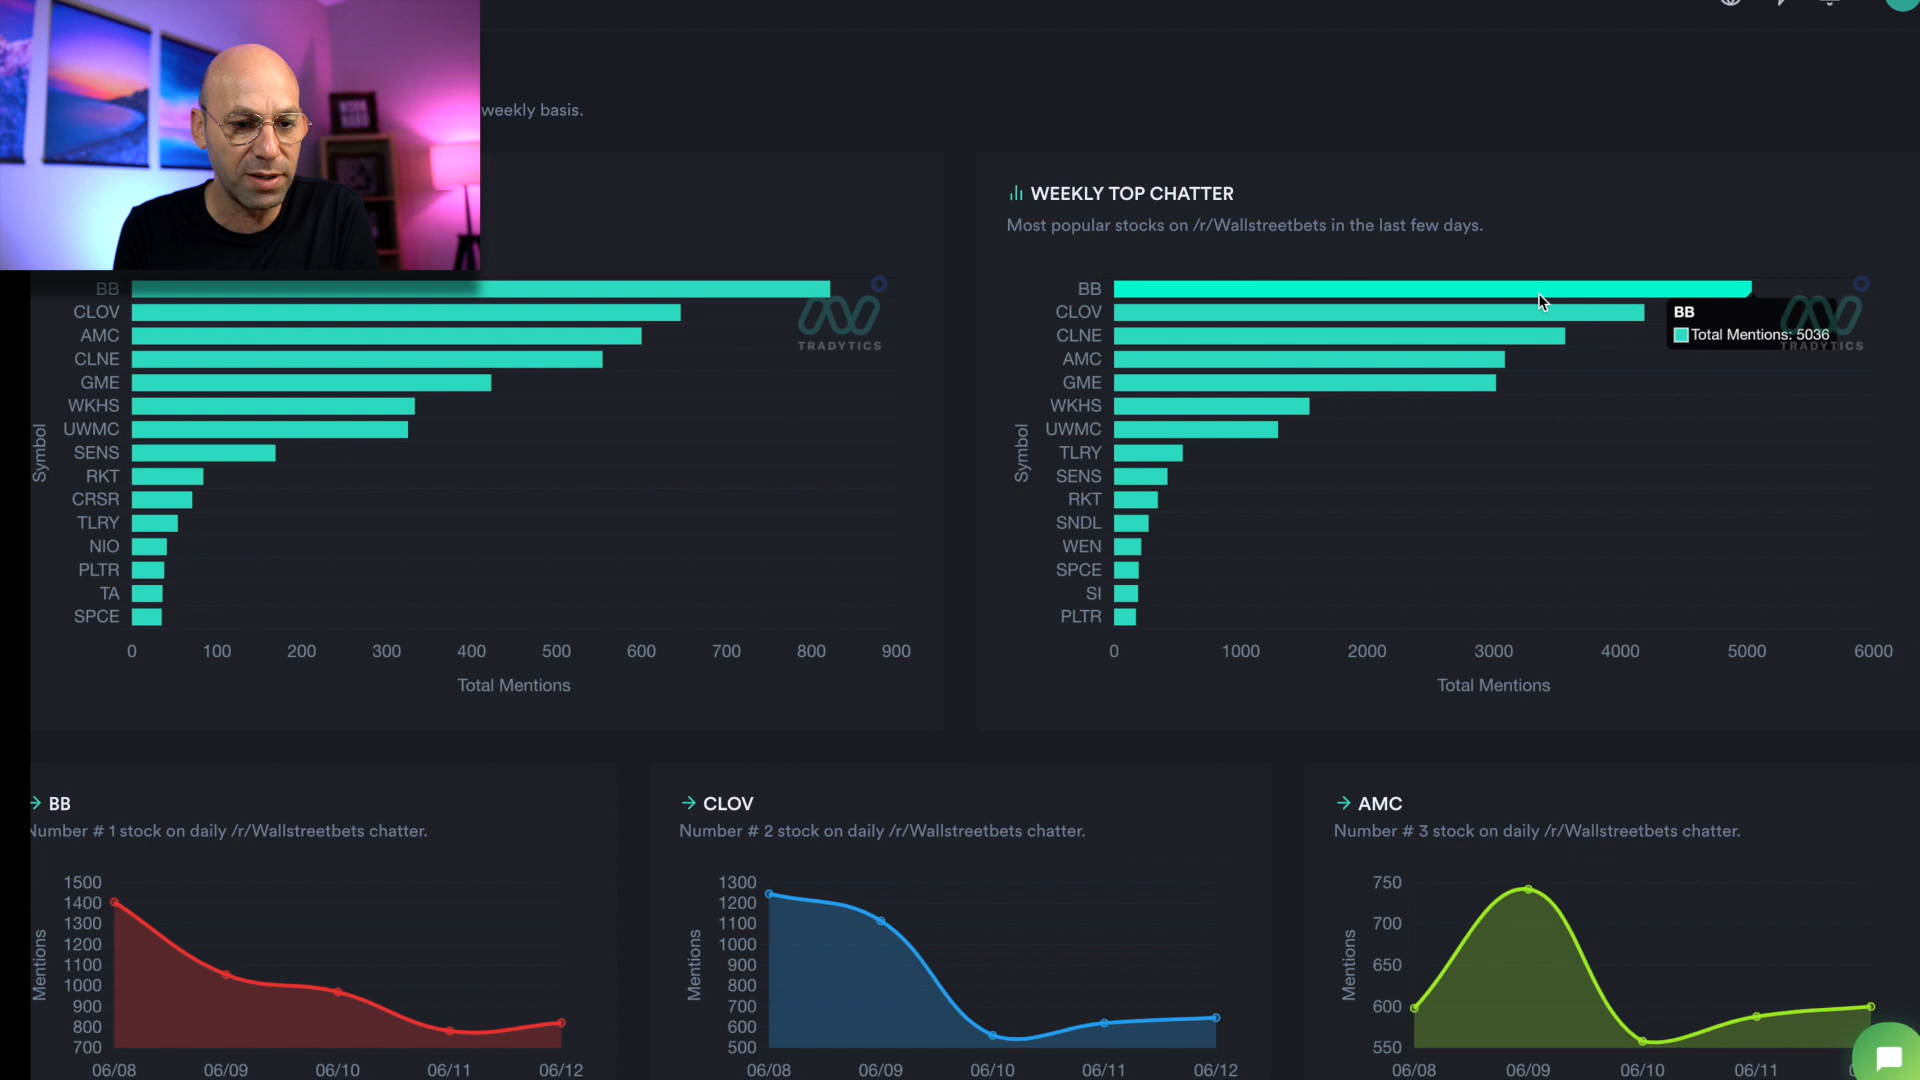 WORK
HARD
weekly basis.
WEEKLY TOP CHATTER
Most popular stocks on /r/Wallstreetbets in the last few days.
Symbol
BB
CLOV
AMC
CLNE
GME
WKHS
UWMC
SENS
RKT
CRSR
TLRY
NIO
PLTR
TA
SPCE
0 100 200 300 400 500 600 700 800 900
Total Mentions
TRADYTICS
Symbol
BB
CLOV
CLNE
AMC
GME
WKHS
UWMC
TLRY
SENS
RKT
SNDL
WEN
SPCE
SI
PLTR
0 1000 2000 3000 4000 5000 6000
Total Mentions
BB
Total Mentions: 5036
TRADYTICS
BB
Number # 1 stock on daily /r/Wallstreetbets chatter.
Mentions
1500
1400
1300
1200
1100
1000
900
800
700
06/08 06/09 06/10 06/11 06/12
CLOV
Number # 2 stock on daily /r/Wallstreetbets chatter.
Mentions
1300
1200
1100
1000
900
800
700
600
500
06/08 06/09 06/10 06/11 06/12
AMC
Number # 3 stock on daily /r/Wallstreetbets chatter.
Mentions
750
700
650
600
550
06/08 06/09 06/10 06/11